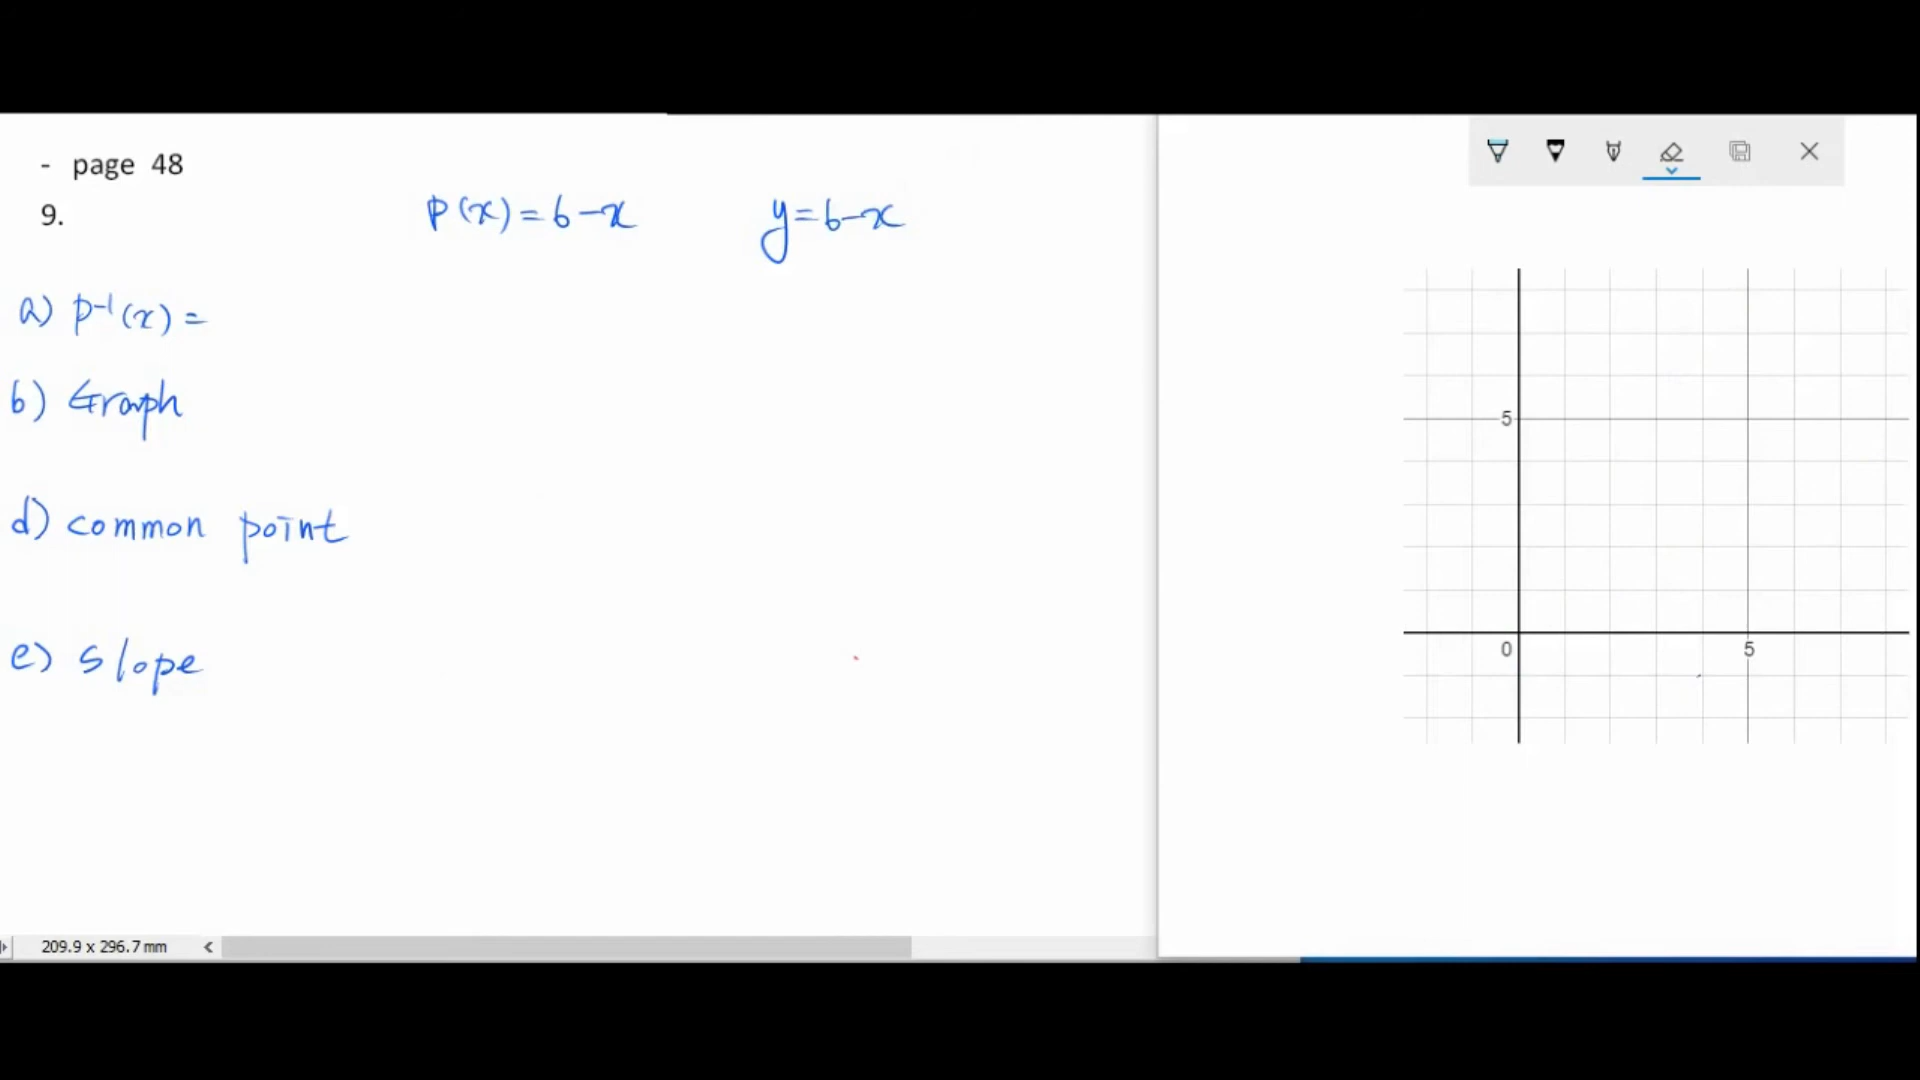 - page 48
9.
p(x) = 6-x
y=6-x
a) p⁻¹(x) =
b) Graph
d) common point
e) slope
5
0
5
209.9 x 296.7 mm